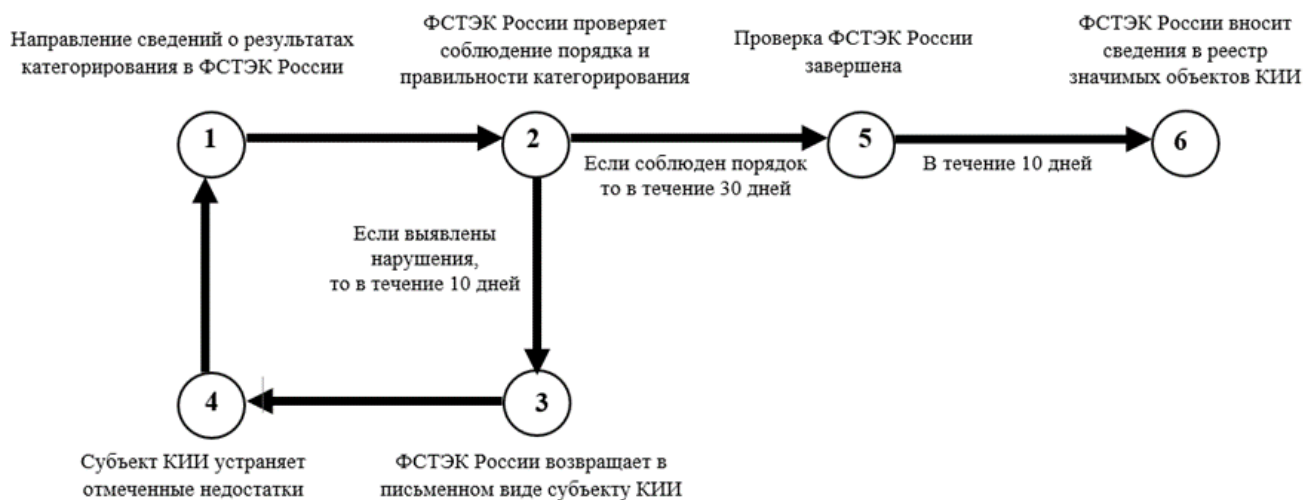 Направление сведений о результатах
категорирования в ФСТЭК России
ФСТЭК России проверяет
соблюдение порядка и
правильности категорирования
Проверка ФСТЭК России
завершена
ФСТЭК России вносит
сведения в реестр
значимых объектов КИИ
1
2
5
6
Если соблюден порядок
то в течение 30 дней
В течение 10 дней
Если выявлены
нарушения,
то в течение 10 дней
4
3
Субъект КИИ устраняет
отмеченные недостатки
ФСТЭК России возвращает в
письменном виде субъекту КИИ